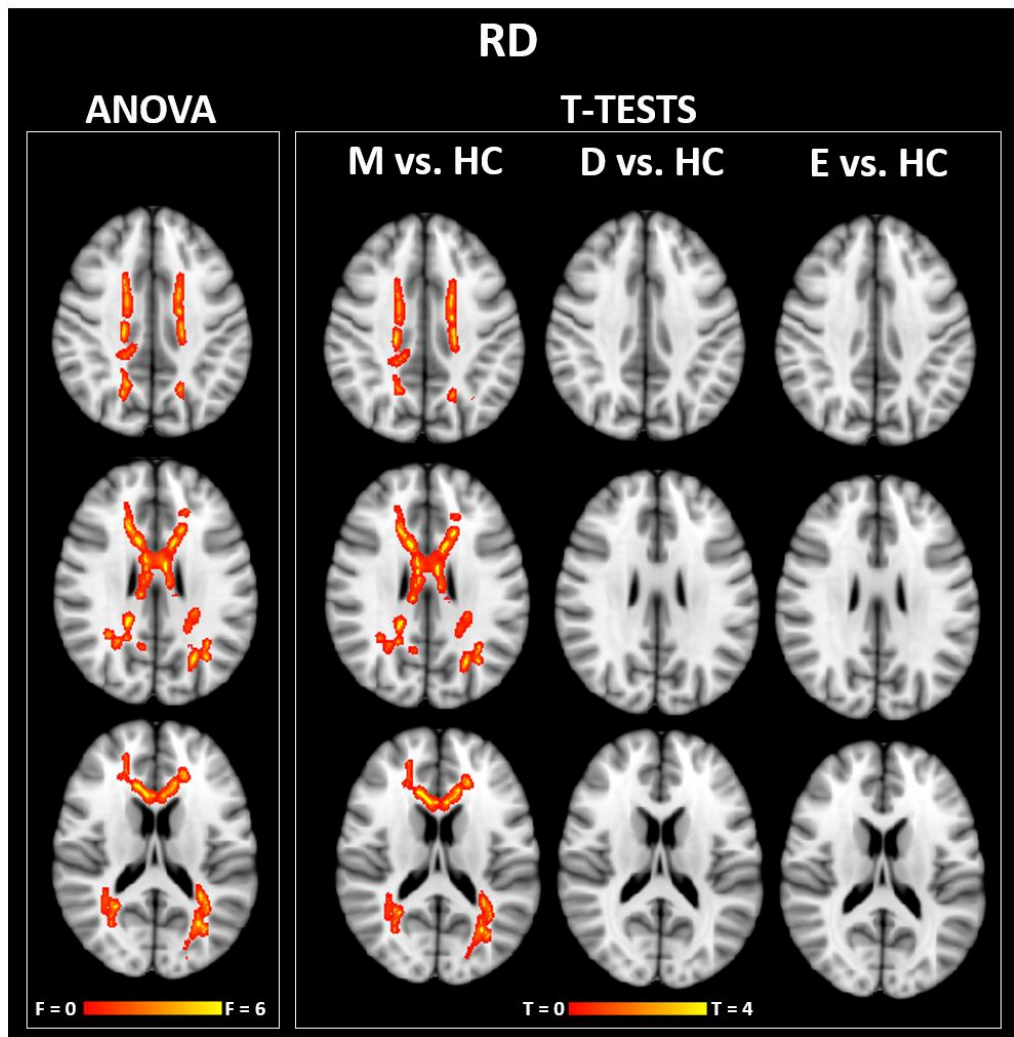 RD
ANOVA
T-TESTS
M vs. HC
D vs. HC
E vs. HC
F = 0
F = 6
T = 0
T = 4